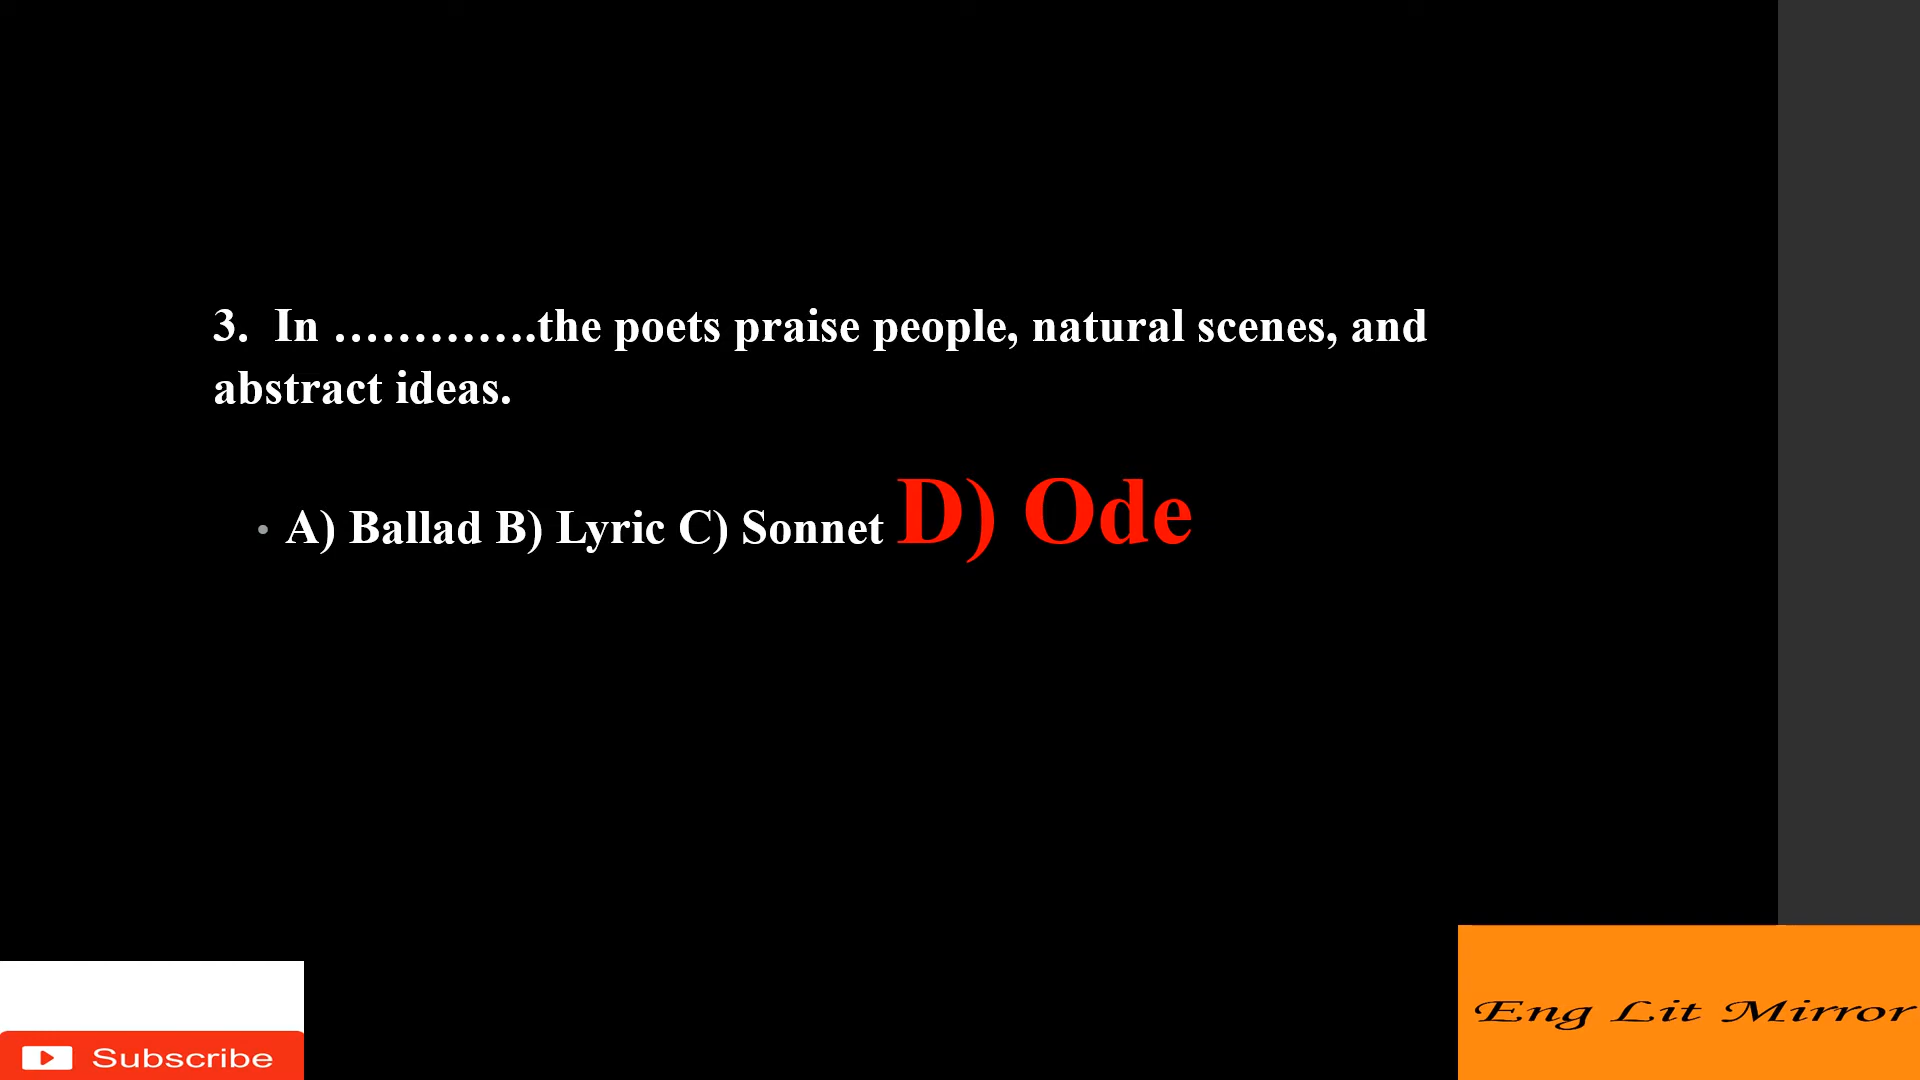 3. In ………….the poets praise people, natural scenes, and
abstract ideas.
• A) Ballad B) Lyric C) Sonnet D) Ode
Subscribe
Eng Lit Mirror